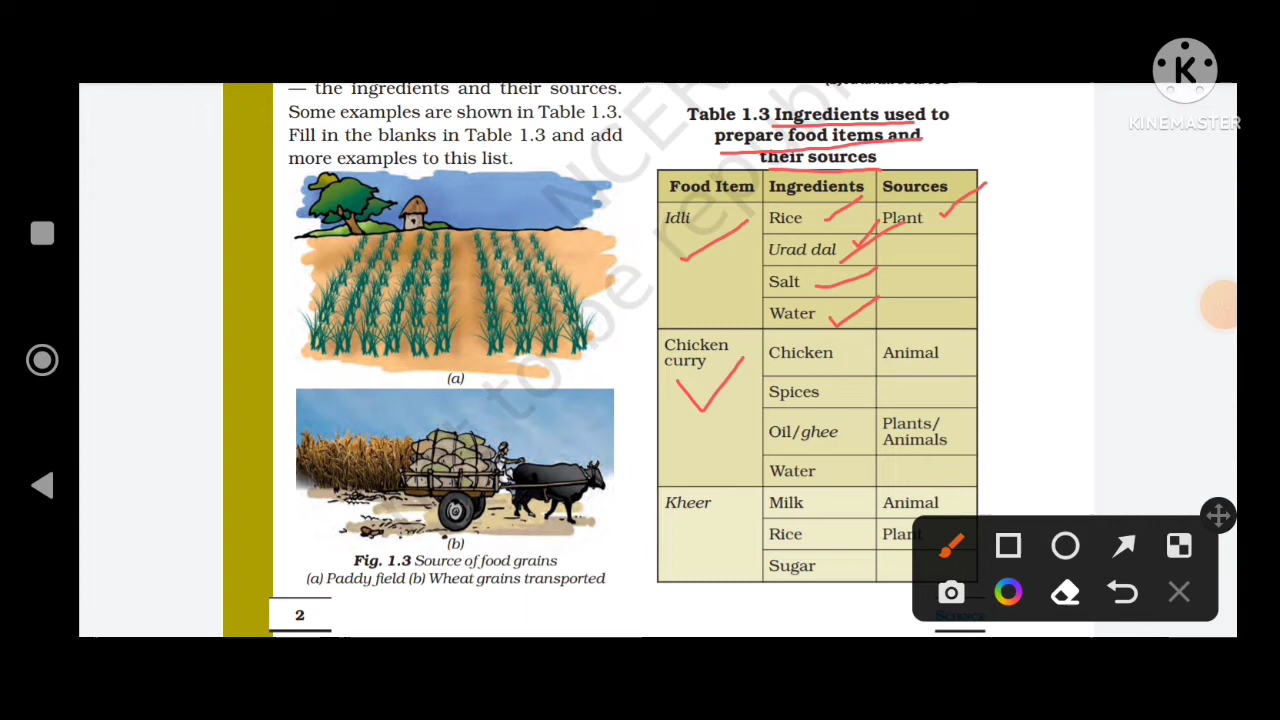 — the ingredients and their sources.
Some examples are shown in Table 1.3.
Fill in the blanks in Table 1.3 and add
more examples to this list.
(a)
(b)
Fig. 1.3 Source of food grains
(a) Paddy field (b) Wheat grains transported
2
Table 1.3 Ingredients used to
prepare food items and
their sources
Food Item Ingredients Sources
Idli Rice Plant
Urad dal
Salt
Water
Chicken curry Chicken Animal
Spices
Oil/ghee Plants/ Animals
Water
Kheer Milk Animal
Rice Plant
Sugar
KINEMASTER